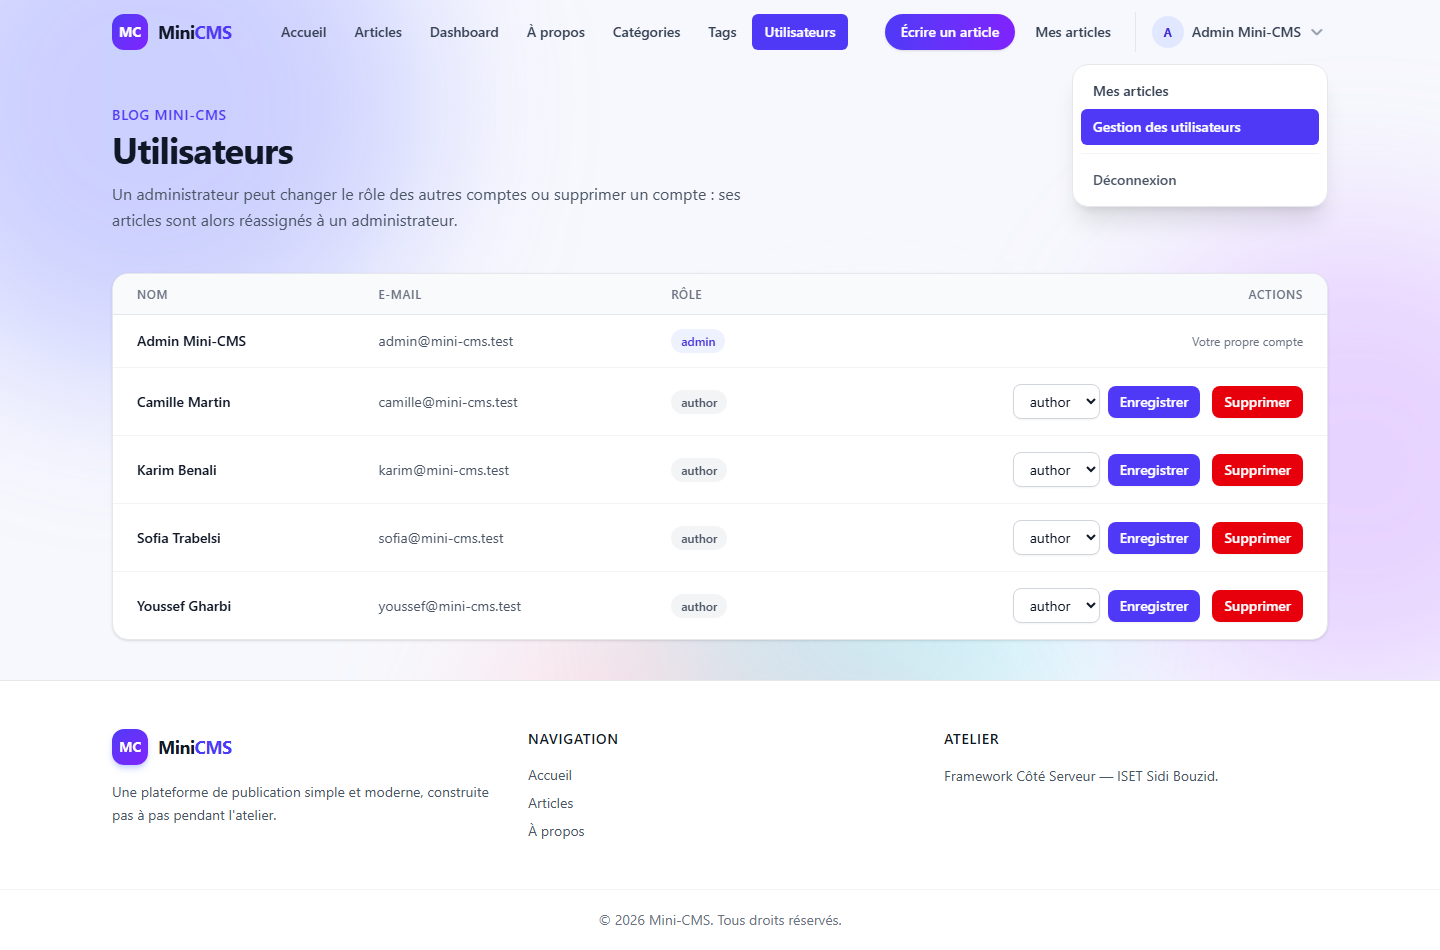 MC MiniCMS Accueil Articles Dashboard À propos Catégories Tags Utilisateurs Écrire un article Mes articles A Admin Mini-CMS
Mes articles
Gestion des utilisateurs
Déconnexion
BLOG MINI-CMS
Utilisateurs
Un administrateur peut changer le rôle des autres comptes ou supprimer un compte : ses
articles sont alors réassignés à un administrateur.
NOM E-MAIL RÔLE ACTIONS
Admin Mini-CMS admin@mini-cms.test admin Votre propre compte
Camille Martin camille@mini-cms.test author author Enregistrer Supprimer
Karim Benali karim@mini-cms.test author author Enregistrer Supprimer
Sofia Trabelsi sofia@mini-cms.test author author Enregistrer Supprimer
Youssef Gharbi youssef@mini-cms.test author author Enregistrer Supprimer
MC MiniCMS
Une plateforme de publication simple et moderne, construite
pas à pas pendant l'atelier.
NAVIGATION
Accueil
Articles
À propos
ATELIER
Framework Côté Serveur — ISET Sidi Bouzid.
© 2026 Mini-CMS. Tous droits réservés.